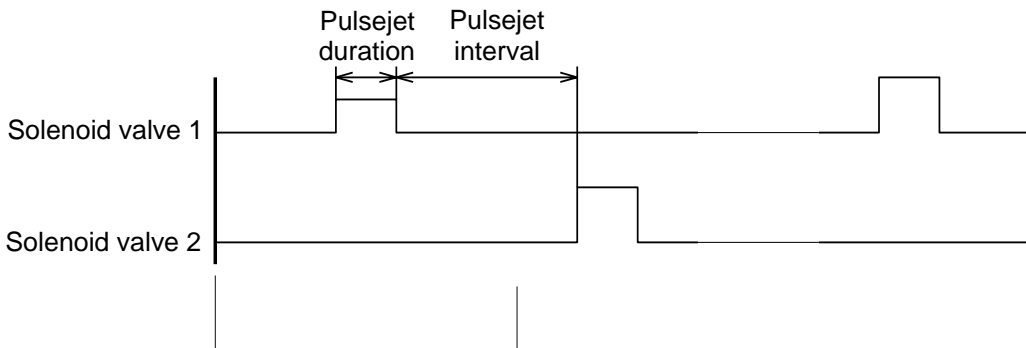 Pulsejet
duration
Pulsejet
interval
Solenoid valve 1
Solenoid valve 2